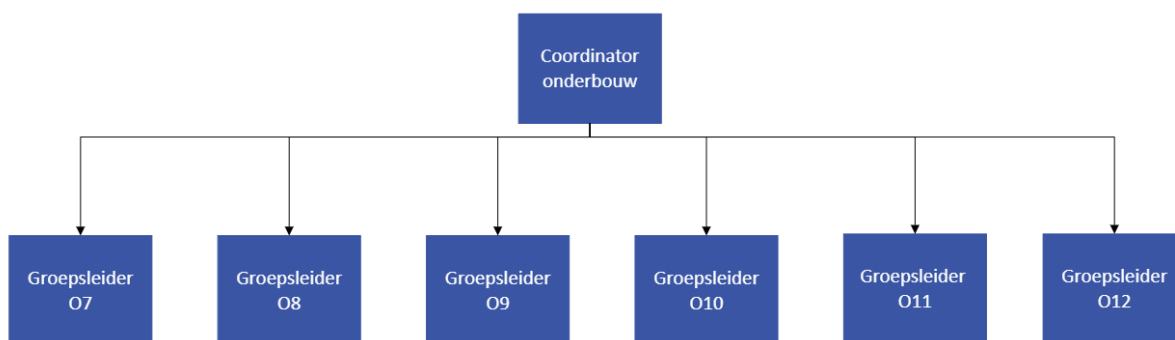 Coordinator
onderbouw
Groepsleider
O7
Groepsleider
O8
Groepsleider
O9
Groepsleider
O10
Groepsleider
O11
Groepsleider
O12